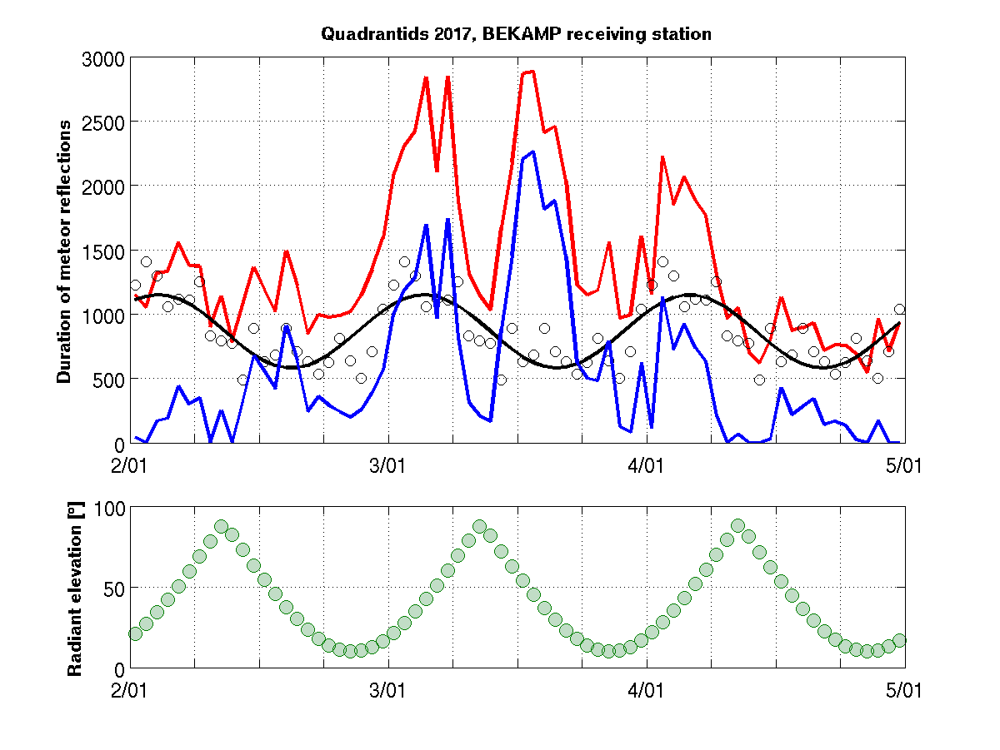 Quadrantids 2017, BEKAMP receiving station
Duration of meteor reflections
3000
2500
2000
1500
1000
500
0
2/01 3/01 4/01 5/01
Radiant elevation [°]
100
50
0
2/01 3/01 4/01 5/01